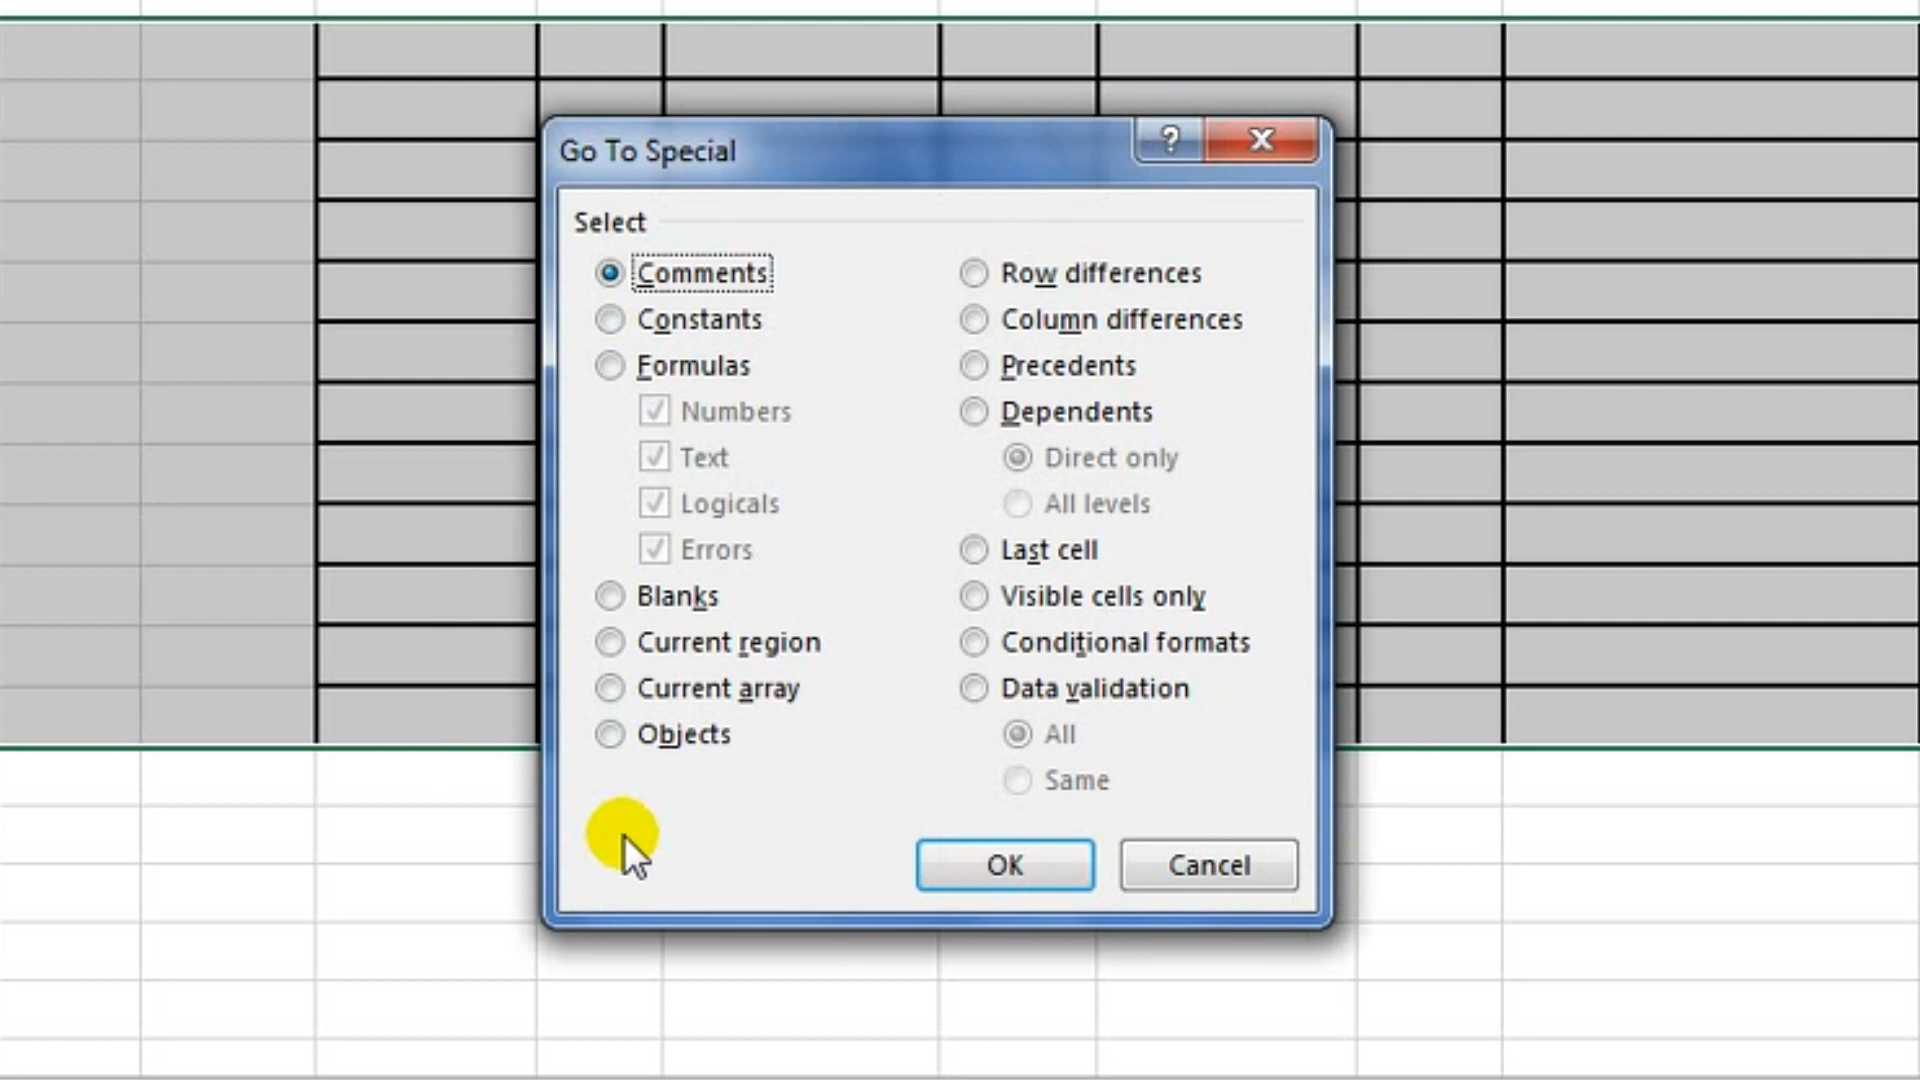 Go To Special
?
X
Select
Comments
Constants
Formulas
Numbers
Text
Logicals
Errors
Blanks
Current region
Current array
Objects
Row differences
Column differences
Precedents
Dependents
Direct only
All levels
Last cell
Visible cells only
Conditional formats
Data validation
All
Same
OK
Cancel